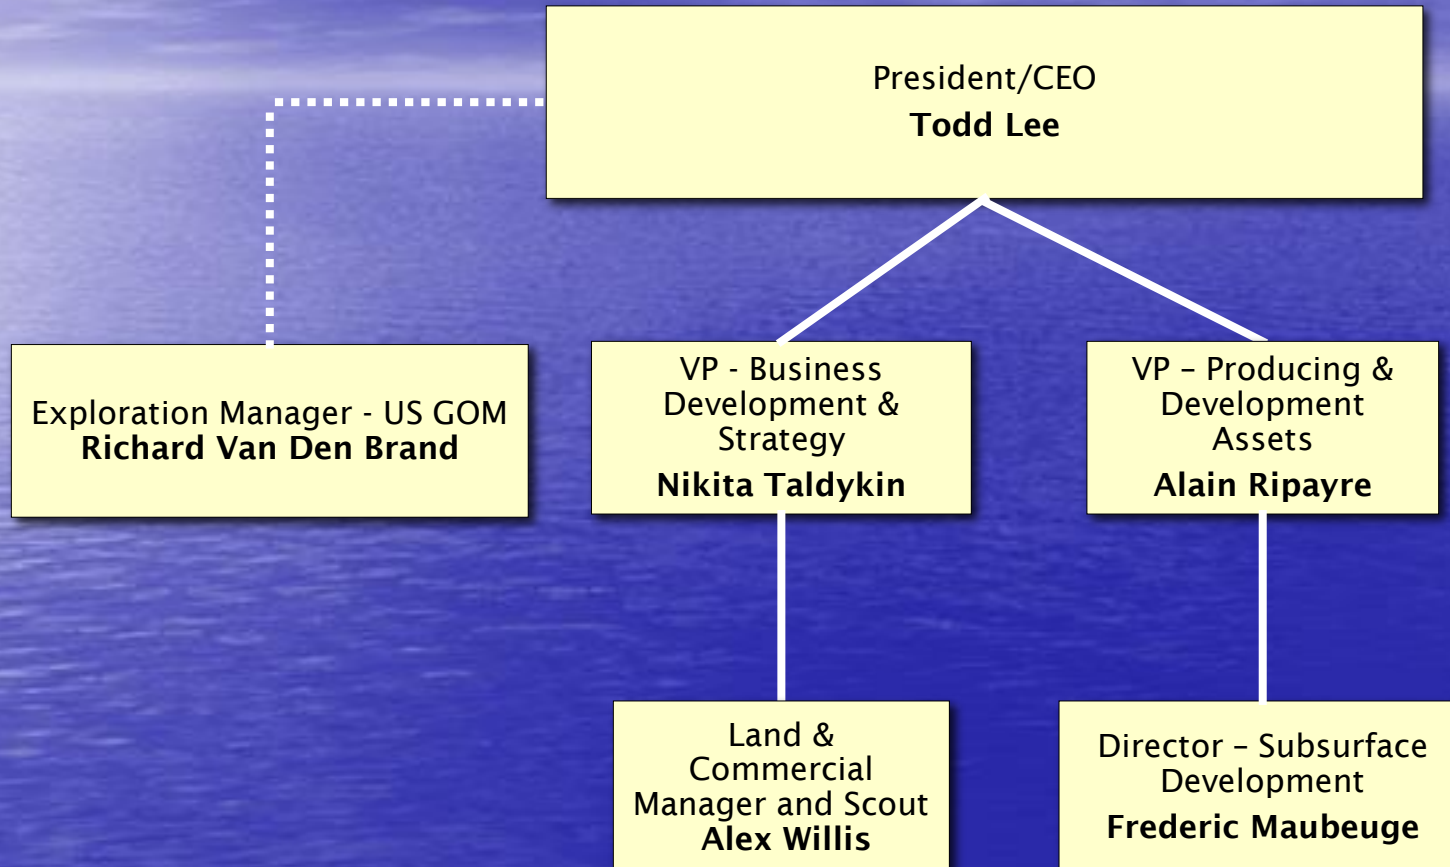 President/CEO
Todd Lee
Exploration Manager - US GOM
Richard Van Den Brand
VP - Business
Development &
Strategy
Nikita Taldykin
VP – Producing &
Development
Assets
Alain Ripayre
Land &
Commercial
Manager and Scout
Alex Willis
Director – Subsurface
Development
Frederic Maubeuge